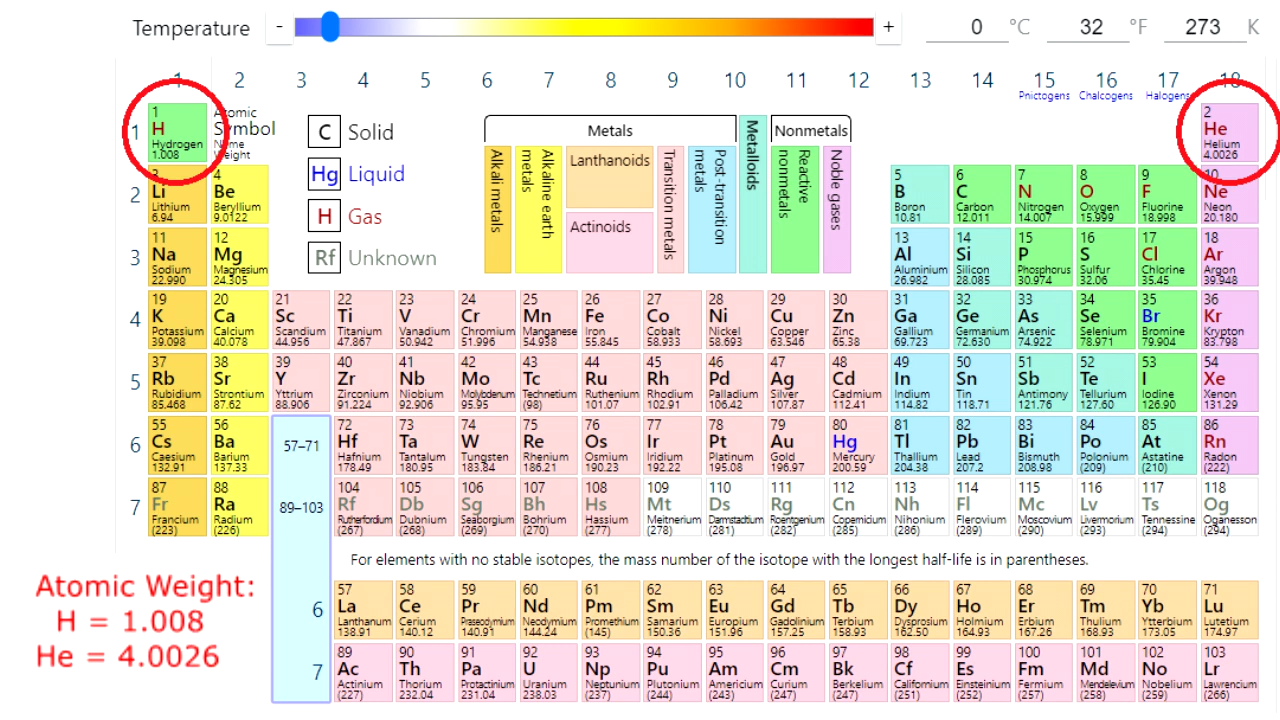 Temperature - + 0 °C 32 °F 273 K
1 2 3 4 5 6 7 8 9 10 11 12 13 14 15 16 17 18
Pnictogens Chalcogens Halogens
1
1
H
Hydrogen
1.008
Atomic
Symbol
Name
Weight
C Solid
Hg Liquid
H Gas
Rf Unknown
Metals
Metalloids
Nonmetals
Alkali metals
Alkaline earth metals
Lanthanoids
Actinoids
Transition metals
Post-transition metals
Reactive nonmetals
Noble gases
2
He
Helium
4.0026
2
3
Li
Lithium
6.94
4
Be
Beryllium
9.0122
5
B
Boron
10.81
6
C
Carbon
12.011
7
N
Nitrogen
14.007
8
O
Oxygen
15.999
9
F
Fluorine
18.998
10
Ne
Neon
20.180
3
11
Na
Sodium
22.990
12
Mg
Magnesium
24.305
13
Al
Aluminium
26.982
14
Si
Silicon
28.085
15
P
Phosphorus
30.974
16
S
Sulfur
32.06
17
Cl
Chlorine
35.45
18
Ar
Argon
39.948
4
19
K
Potassium
39.098
20
Ca
Calcium
40.078
21
Sc
Scandium
44.956
22
Ti
Titanium
47.867
23
V
Vanadium
50.942
24
Cr
Chromium
51.996
25
Mn
Manganese
54.938
26
Fe
Iron
55.845
27
Co
Cobalt
58.933
28
Ni
Nickel
58.693
29
Cu
Copper
63.546
30
Zn
Zinc
65.38
31
Ga
Gallium
69.723
32
Ge
Germanium
72.630
33
As
Arsenic
74.922
34
Se
Selenium
78.971
35
Br
Bromine
79.904
36
Kr
Krypton
83.798
5
37
Rb
Rubidium
85.468
38
Sr
Strontium
87.62
39
Y
Yttrium
88.906
40
Zr
Zirconium
91.224
41
Nb
Niobium
92.906
42
Mo
Molybdenum
95.95
43
Tc
Technetium
(98)
44
Ru
Ruthenium
101.07
45
Rh
Rhodium
102.91
46
Pd
Palladium
106.42
47
Ag
Silver
107.87
48
Cd
Cadmium
112.41
49
In
Indium
114.82
50
Sn
Tin
118.71
51
Sb
Antimony
121.76
52
Te
Tellurium
127.60
53
I
Iodine
126.90
54
Xe
Xenon
131.29
6
55
Cs
Caesium
132.91
56
Ba
Barium
137.33
57–71
72
Hf
Hafnium
178.49
73
Ta
Tantalum
180.95
74
W
Tungsten
183.84
75
Re
Rhenium
186.21
76
Os
Osmium
190.23
77
Ir
Iridium
192.22
78
Pt
Platinum
195.08
79
Au
Gold
196.97
80
Hg
Mercury
200.59
81
Tl
Thallium
204.38
82
Pb
Lead
207.2
83
Bi
Bismuth
208.98
84
Po
Polonium
(209)
85
At
Astatine
(210)
86
Rn
Radon
(222)
7
87
Fr
Francium
(223)
88
Ra
Radium
(226)
89–103
104
Rf
Rutherfordium
(267)
105
Db
Dubnium
(268)
106
Sg
Seaborgium
(269)
107
Bh
Bohrium
(270)
108
Hs
Hassium
(277)
109
Mt
Meitnerium
(278)
110
Ds
Darmstadtium
(281)
111
Rg
Roentgenium
(282)
112
Cn
Copernicium
(285)
113
Nh
Nihonium
(286)
114
Fl
Flerovium
(289)
115
Mc
Moscovium
(290)
116
Lv
Livermorium
(293)
117
Ts
Tennessine
(294)
118
Og
Oganesson
(294)
For elements with no stable isotopes, the mass number of the isotope with the longest half-life is in parentheses.
Atomic Weight:
H = 1.008
He = 4.0026
6
57
La
Lanthanum
138.91
58
Ce
Cerium
140.12
59
Pr
Praseodymium
140.91
60
Nd
Neodymium
144.24
61
Pm
Promethium
(145)
62
Sm
Samarium
150.36
63
Eu
Europium
151.96
64
Gd
Gadolinium
157.25
65
Tb
Terbium
158.93
66
Dy
Dysprosium
162.50
67
Ho
Holmium
164.93
68
Er
Erbium
167.26
69
Tm
Thulium
168.93
70
Yb
Ytterbium
173.05
71
Lu
Lutetium
174.97
7
89
Ac
Actinium
(227)
90
Th
Thorium
232.04
91
Pa
Protactinium
231.04
92
U
Uranium
238.03
93
Np
Neptunium
(237)
94
Pu
Plutonium
(244)
95
Am
Americium
(243)
96
Cm
Curium
(247)
97
Bk
Berkelium
(247)
98
Cf
Californium
(251)
99
Es
Einsteinium
(252)
100
Fm
Fermium
(257)
101
Md
Mendelevium
(258)
102
No
Nobelium
(259)
103
Lr
Lawrencium
(266)